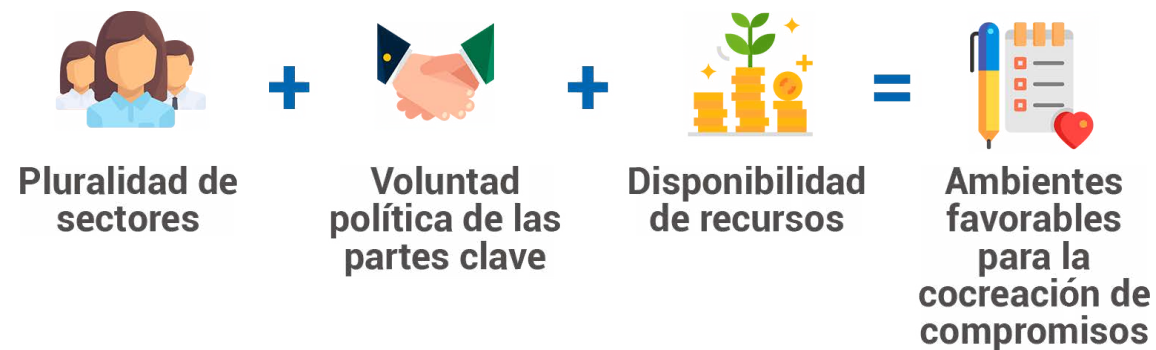 Pluralidad de
sectores
+
Voluntad
política de las
partes clave
+
Disponibilidad
de recursos
=
Ambientes
favorables
para la
cocreación de
compromisos